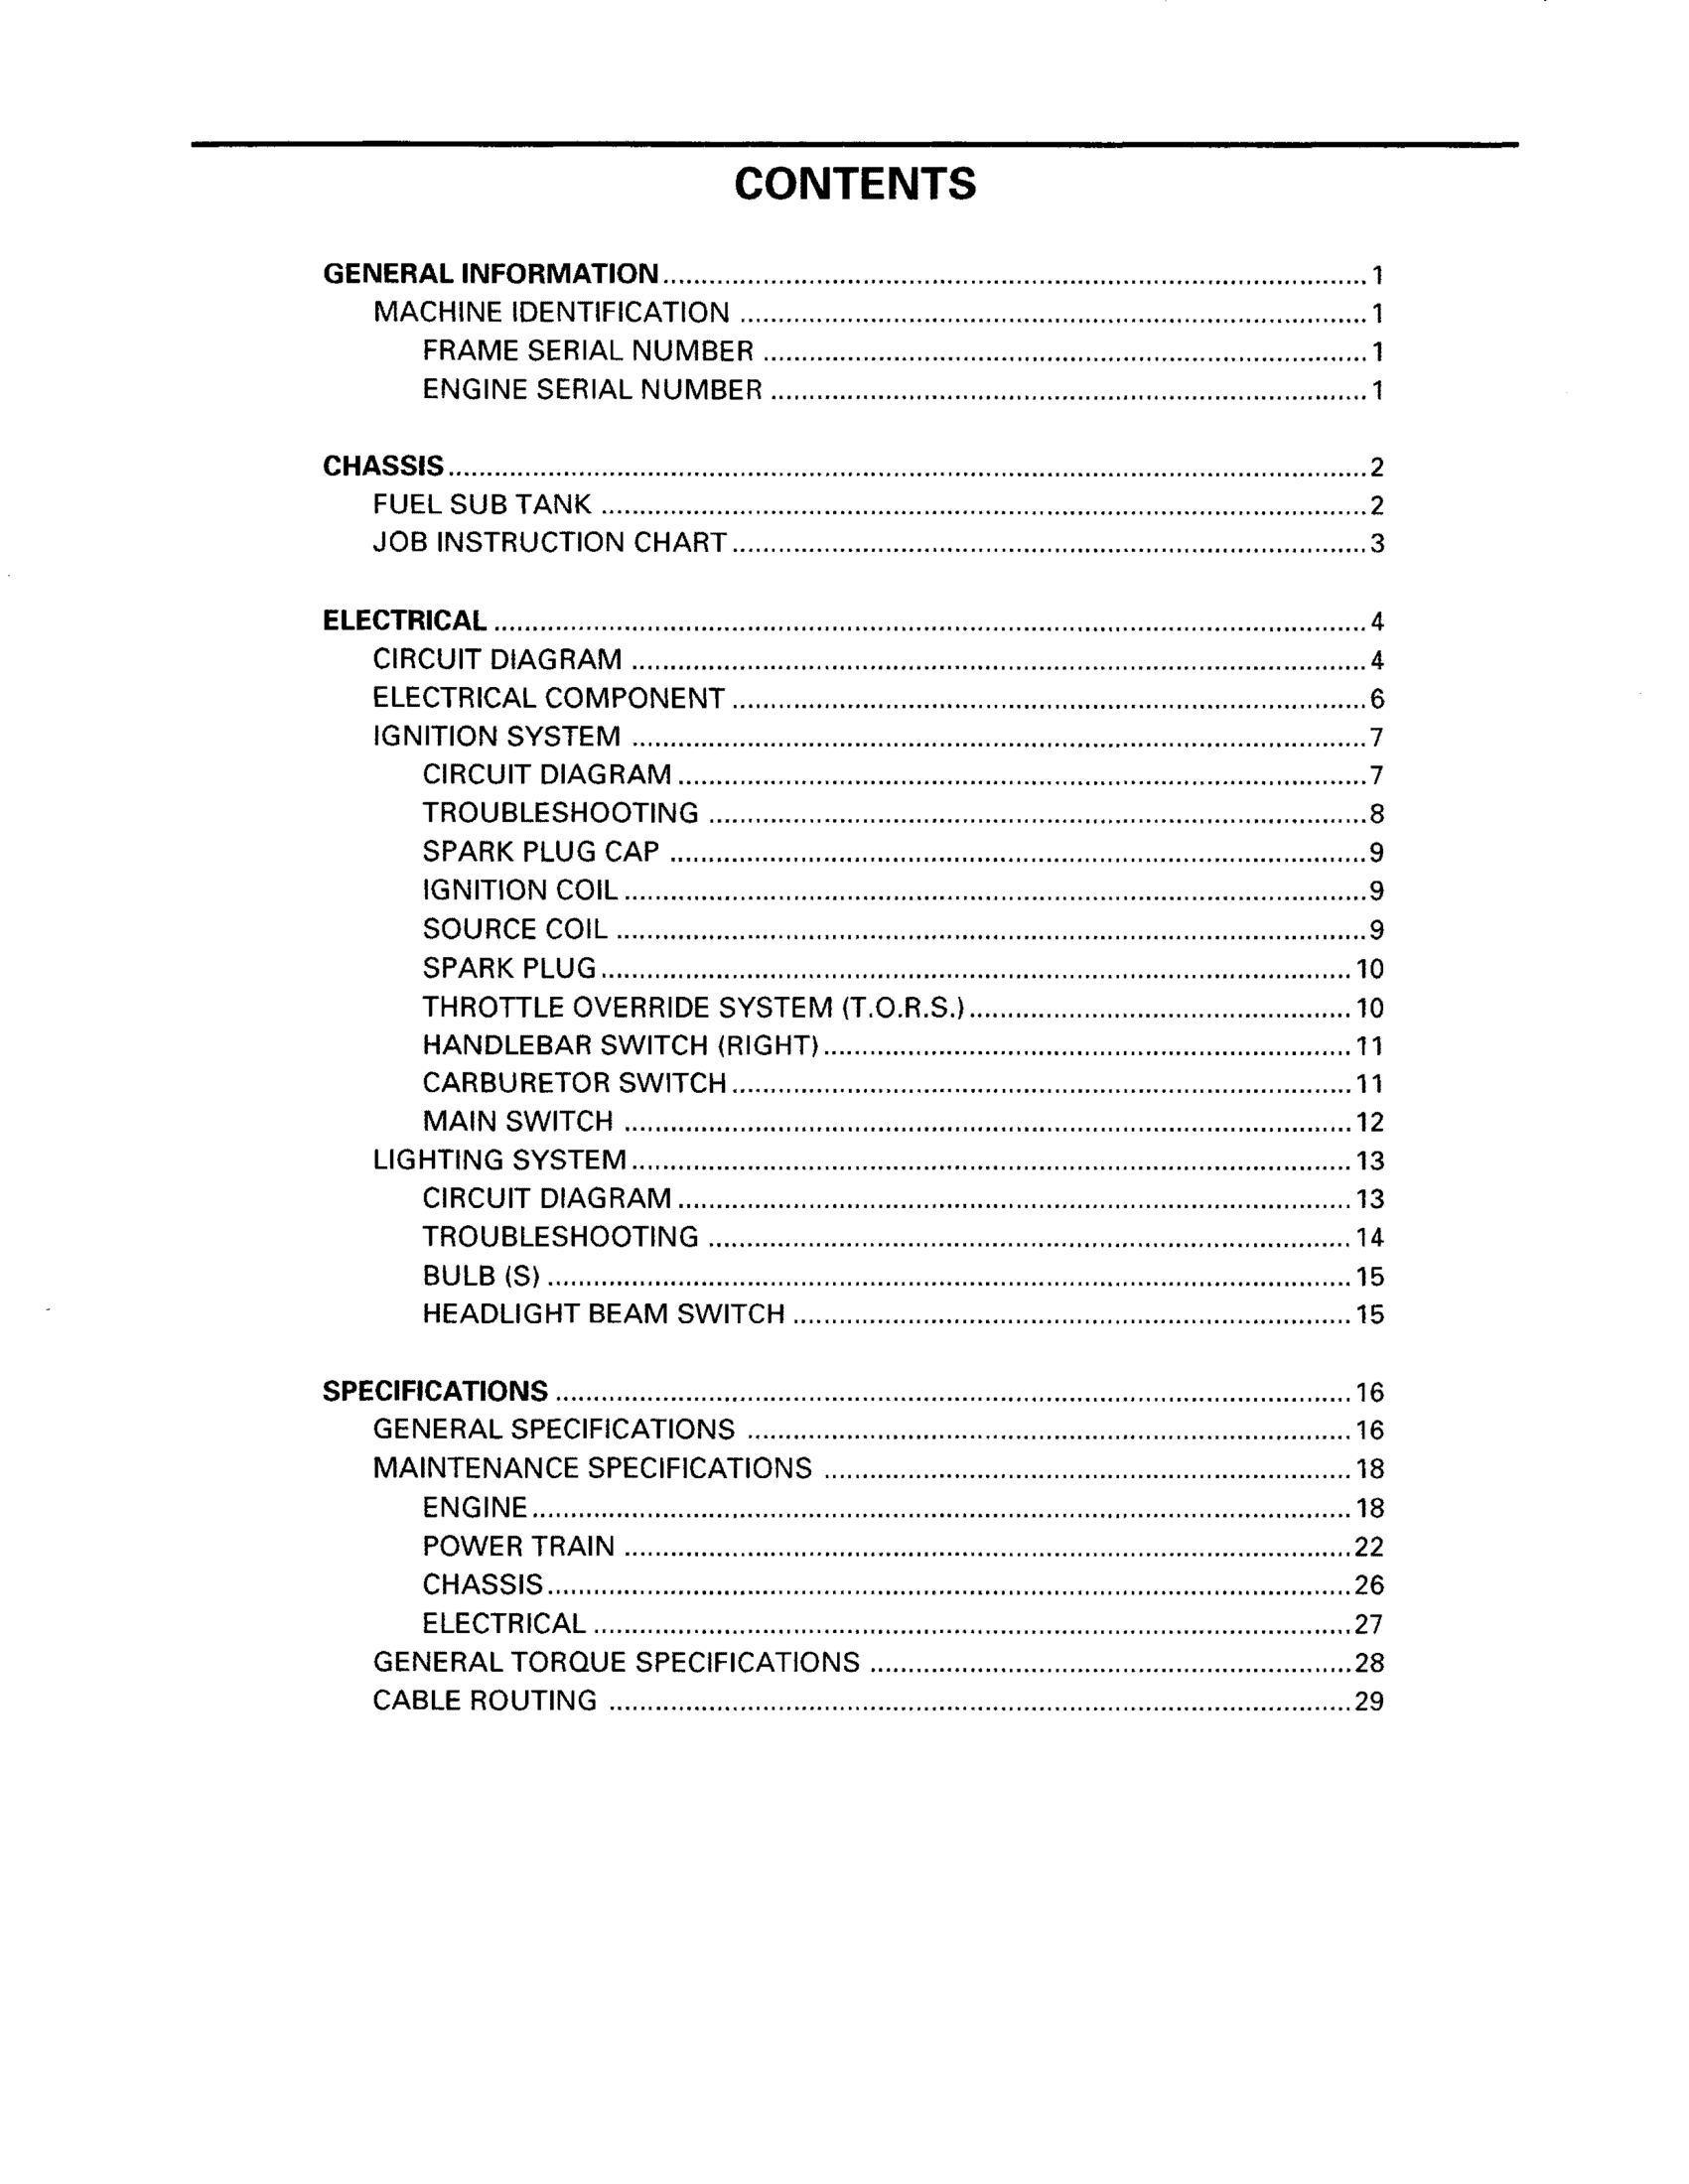 CONTENTS
GENERAL INFORMATION ........ 1
MACHINE IDENTIFICATION ........ 1
FRAME SERIAL NUMBER ........ 1
ENGINE SERIAL NUMBER ........ 1
CHASSIS ........ 2
FUEL SUB TANK ........ 2
JOB INSTRUCTION CHART ........ 3
ELECTRICAL ........ 4
CIRCUIT DIAGRAM ........ 4
ELECTRICAL COMPONENT ........ 6
IGNITION SYSTEM ........ 7
CIRCUIT DIAGRAM ........ 7
TROUBLESHOOTING ........ 8
SPARK PLUG CAP ........ 9
IGNITION COIL ........ 9
SOURCE COIL ........ 9
SPARK PLUG ........ 10
THROTTLE OVERRIDE SYSTEM (T.O.R.S.) ........ 10
HANDLEBAR SWITCH (RIGHT) ........ 11
CARBURETOR SWITCH ........ 11
MAIN SWITCH ........ 12
LIGHTING SYSTEM ........ 13
CIRCUIT DIAGRAM ........ 13
TROUBLESHOOTING ........ 14
BULB (S) ........ 15
HEADLIGHT BEAM SWITCH ........ 15
SPECIFICATIONS ........ 16
GENERAL SPECIFICATIONS ........ 16
MAINTENANCE SPECIFICATIONS ........ 18
ENGINE ........ 18
POWER TRAIN ........ 22
CHASSIS ........ 26
ELECTRICAL ........ 27
GENERAL TORQUE SPECIFICATIONS ........ 28
CABLE ROUTING ........ 29